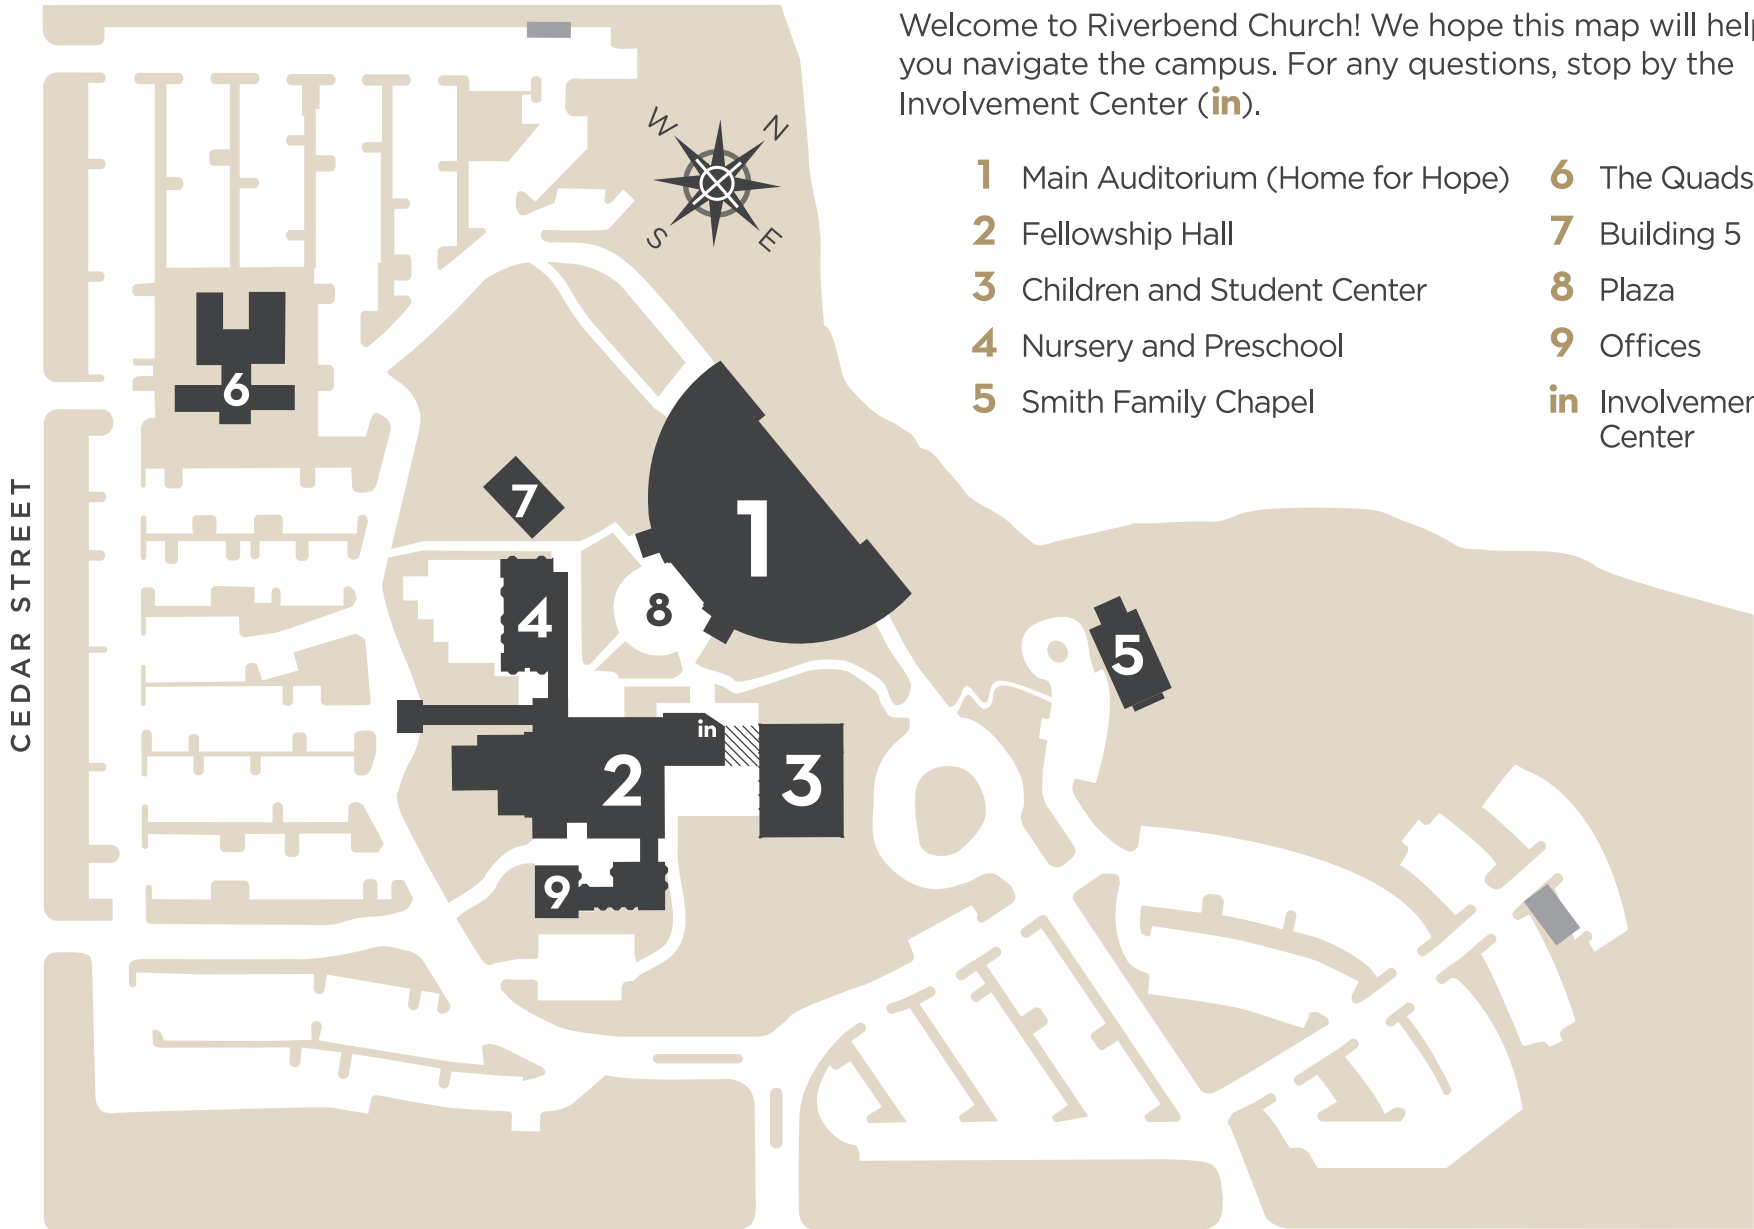 Welcome to Riverbend Church! We hope this map will help
you navigate the campus. For any questions, stop by the
Involvement Center (in).
1 Main Auditorium (Home for Hope)
2 Fellowship Hall
3 Children and Student Center
4 Nursery and Preschool
5 Smith Family Chapel
6 The Quads
7 Building 5
8 Plaza
9 Offices
in Involvemen
Center
W
N
S
E
6
7
1
4
8
5
in
2
3
9
CEDAR STREET